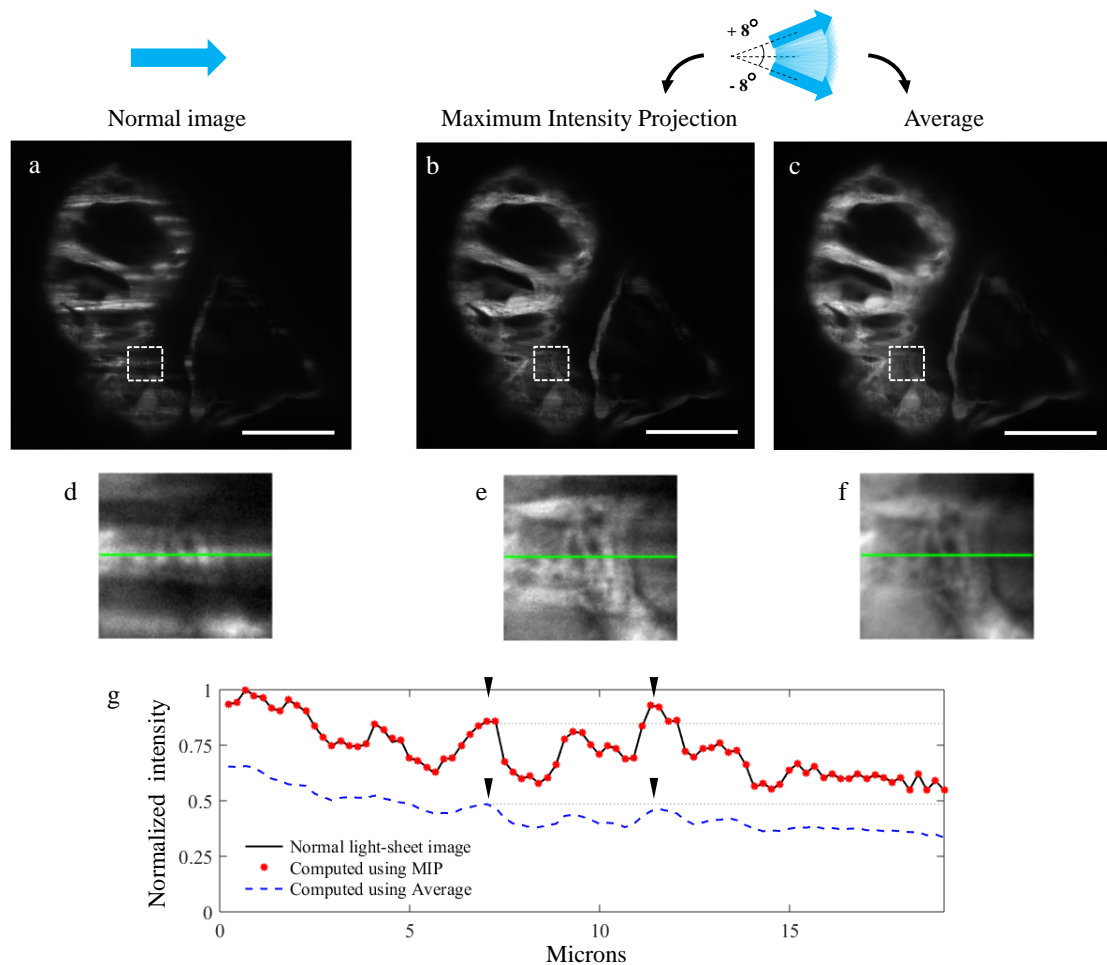 + 8°
- 8°
Normal image
Maximum Intensity Projection
Average
a
b
c
d
e
f
g
Normalized intensity
1
0.75
0.5
0.25
0
Normal light-sheet image
Computed using MIP
Computed using Average
0
5
10
15
Microns